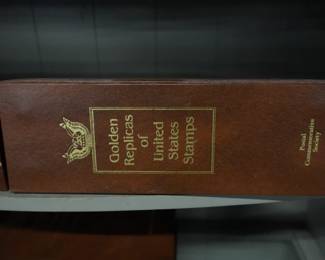 Golden
Replicas
of
United
States
Stamps
Postal
Commemorative
Society